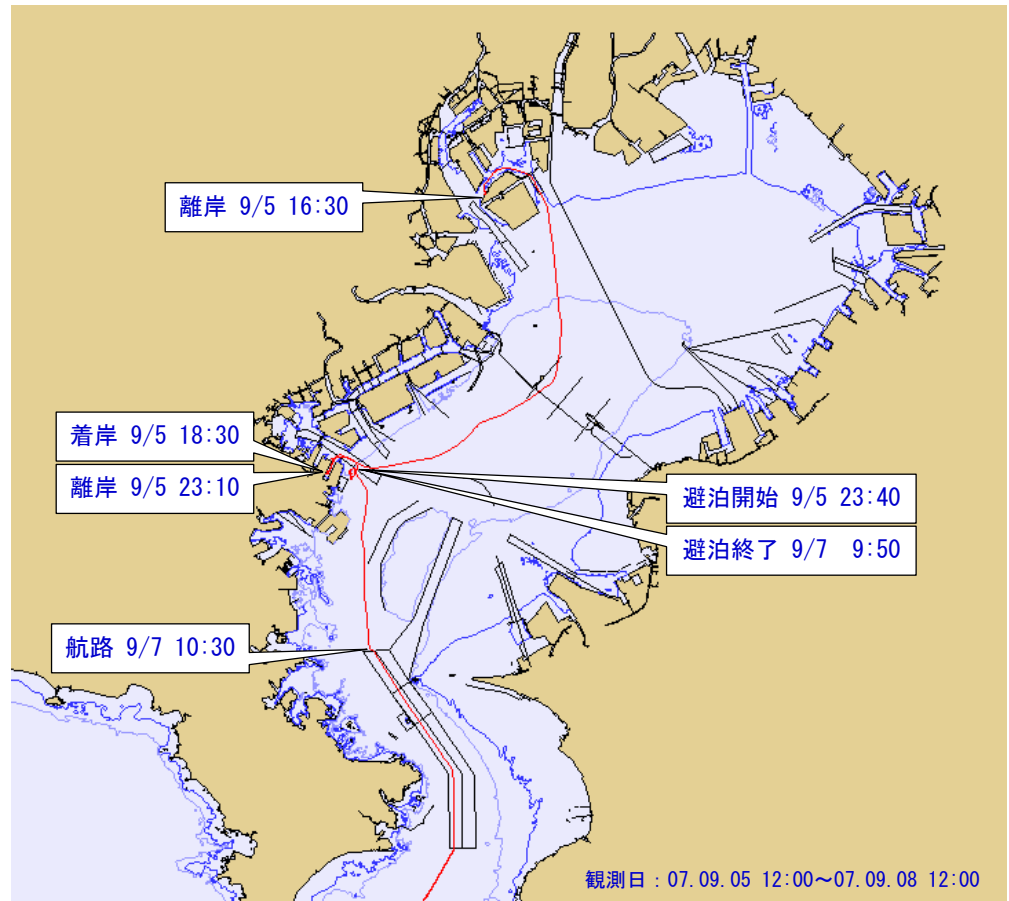 離岸 9/5 16:30
着岸 9/5 18:30
離岸 9/5 23:10
避泊開始 9/5 23:40
避泊終了 9/7 9:50
航路 9/7 10:30
観測日：07.09.05 12:00～07.09.08 12:00